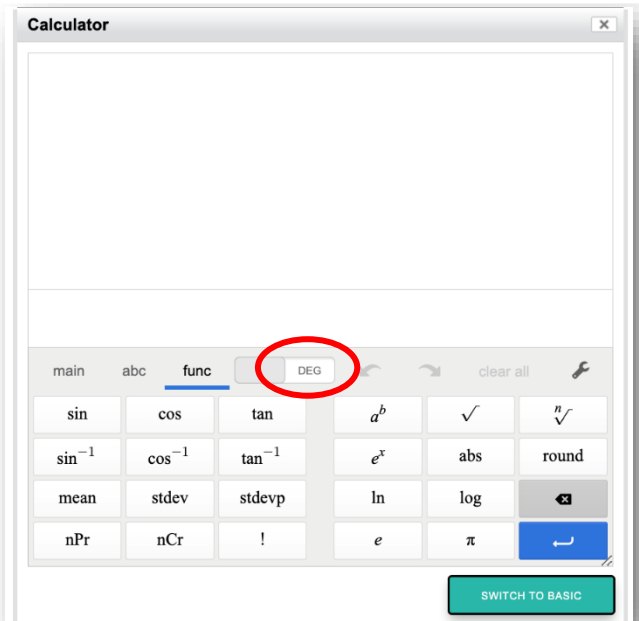 Calculator
main abc func DEG clear all
sin cos tan a^b √ ⁿ√
sin⁻¹ cos⁻¹ tan⁻¹ eˣ abs round
mean stdev stdevp ln log
nPr nCr ! e π
SWITCH TO BASIC